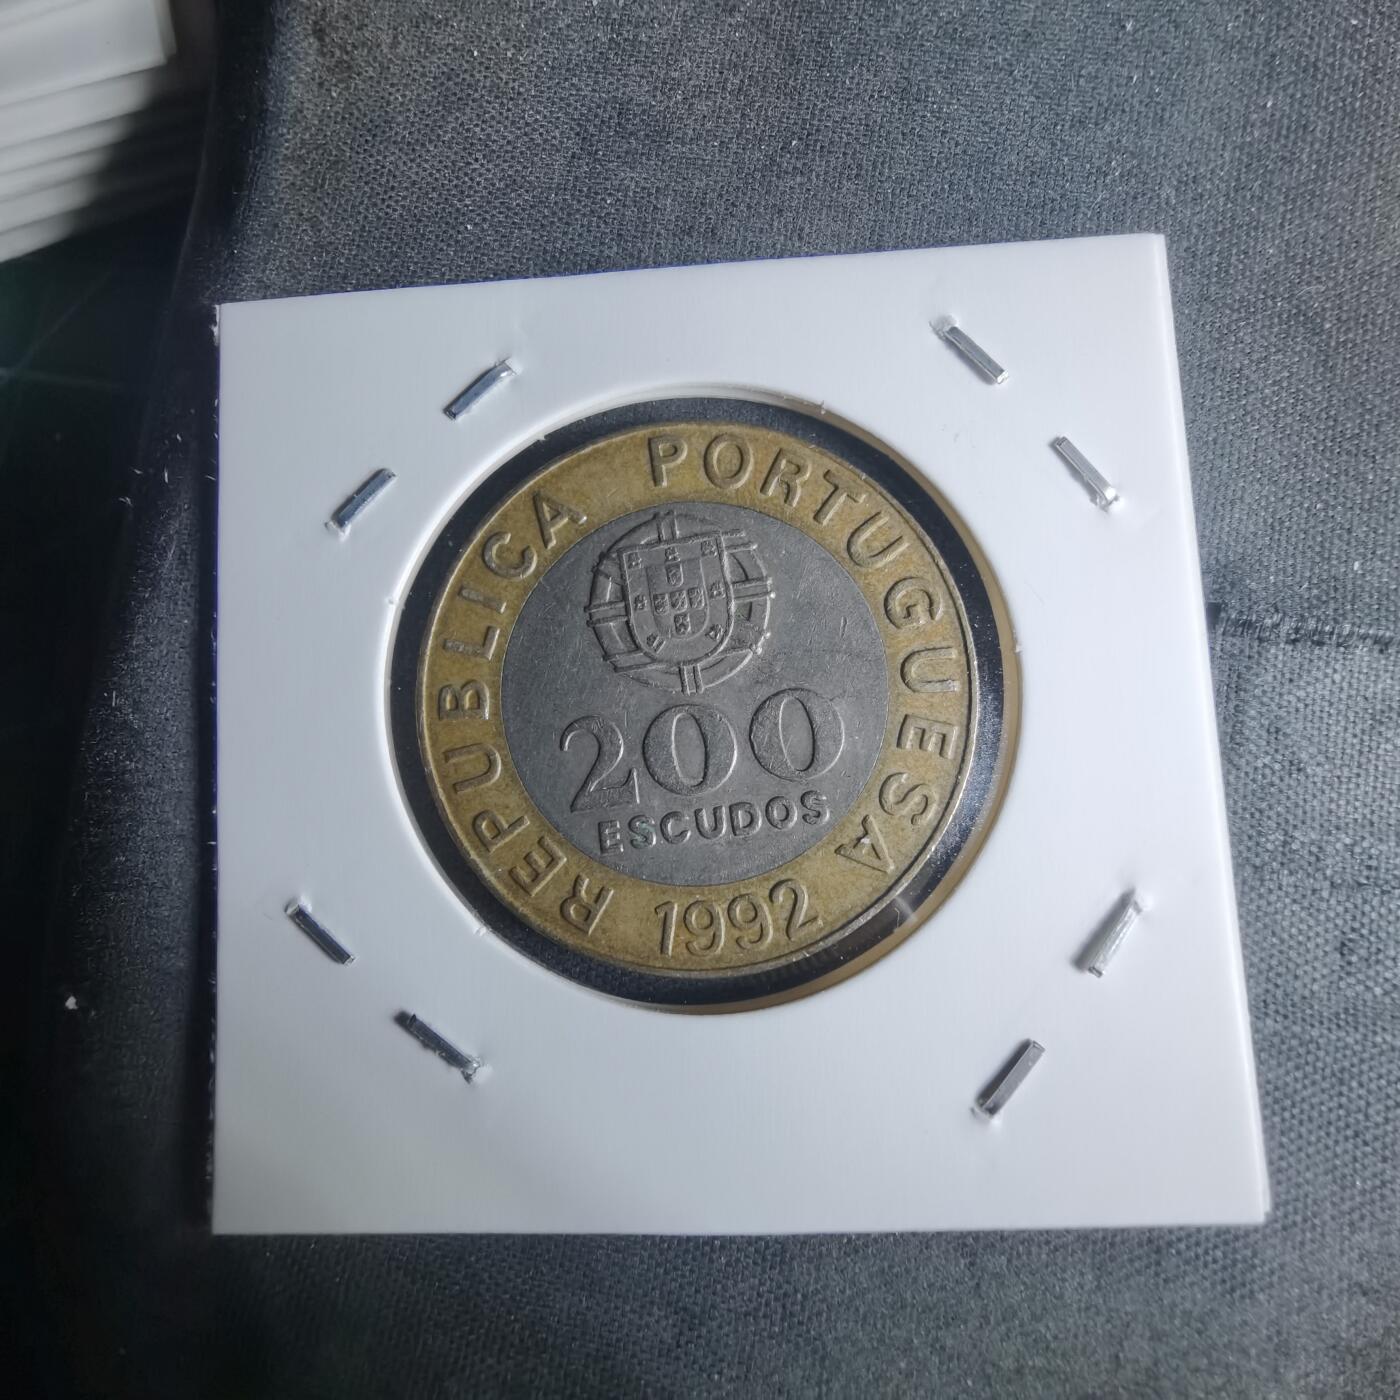 REPUBLICA PORTUGUESA
200
ESCUDOS
1992